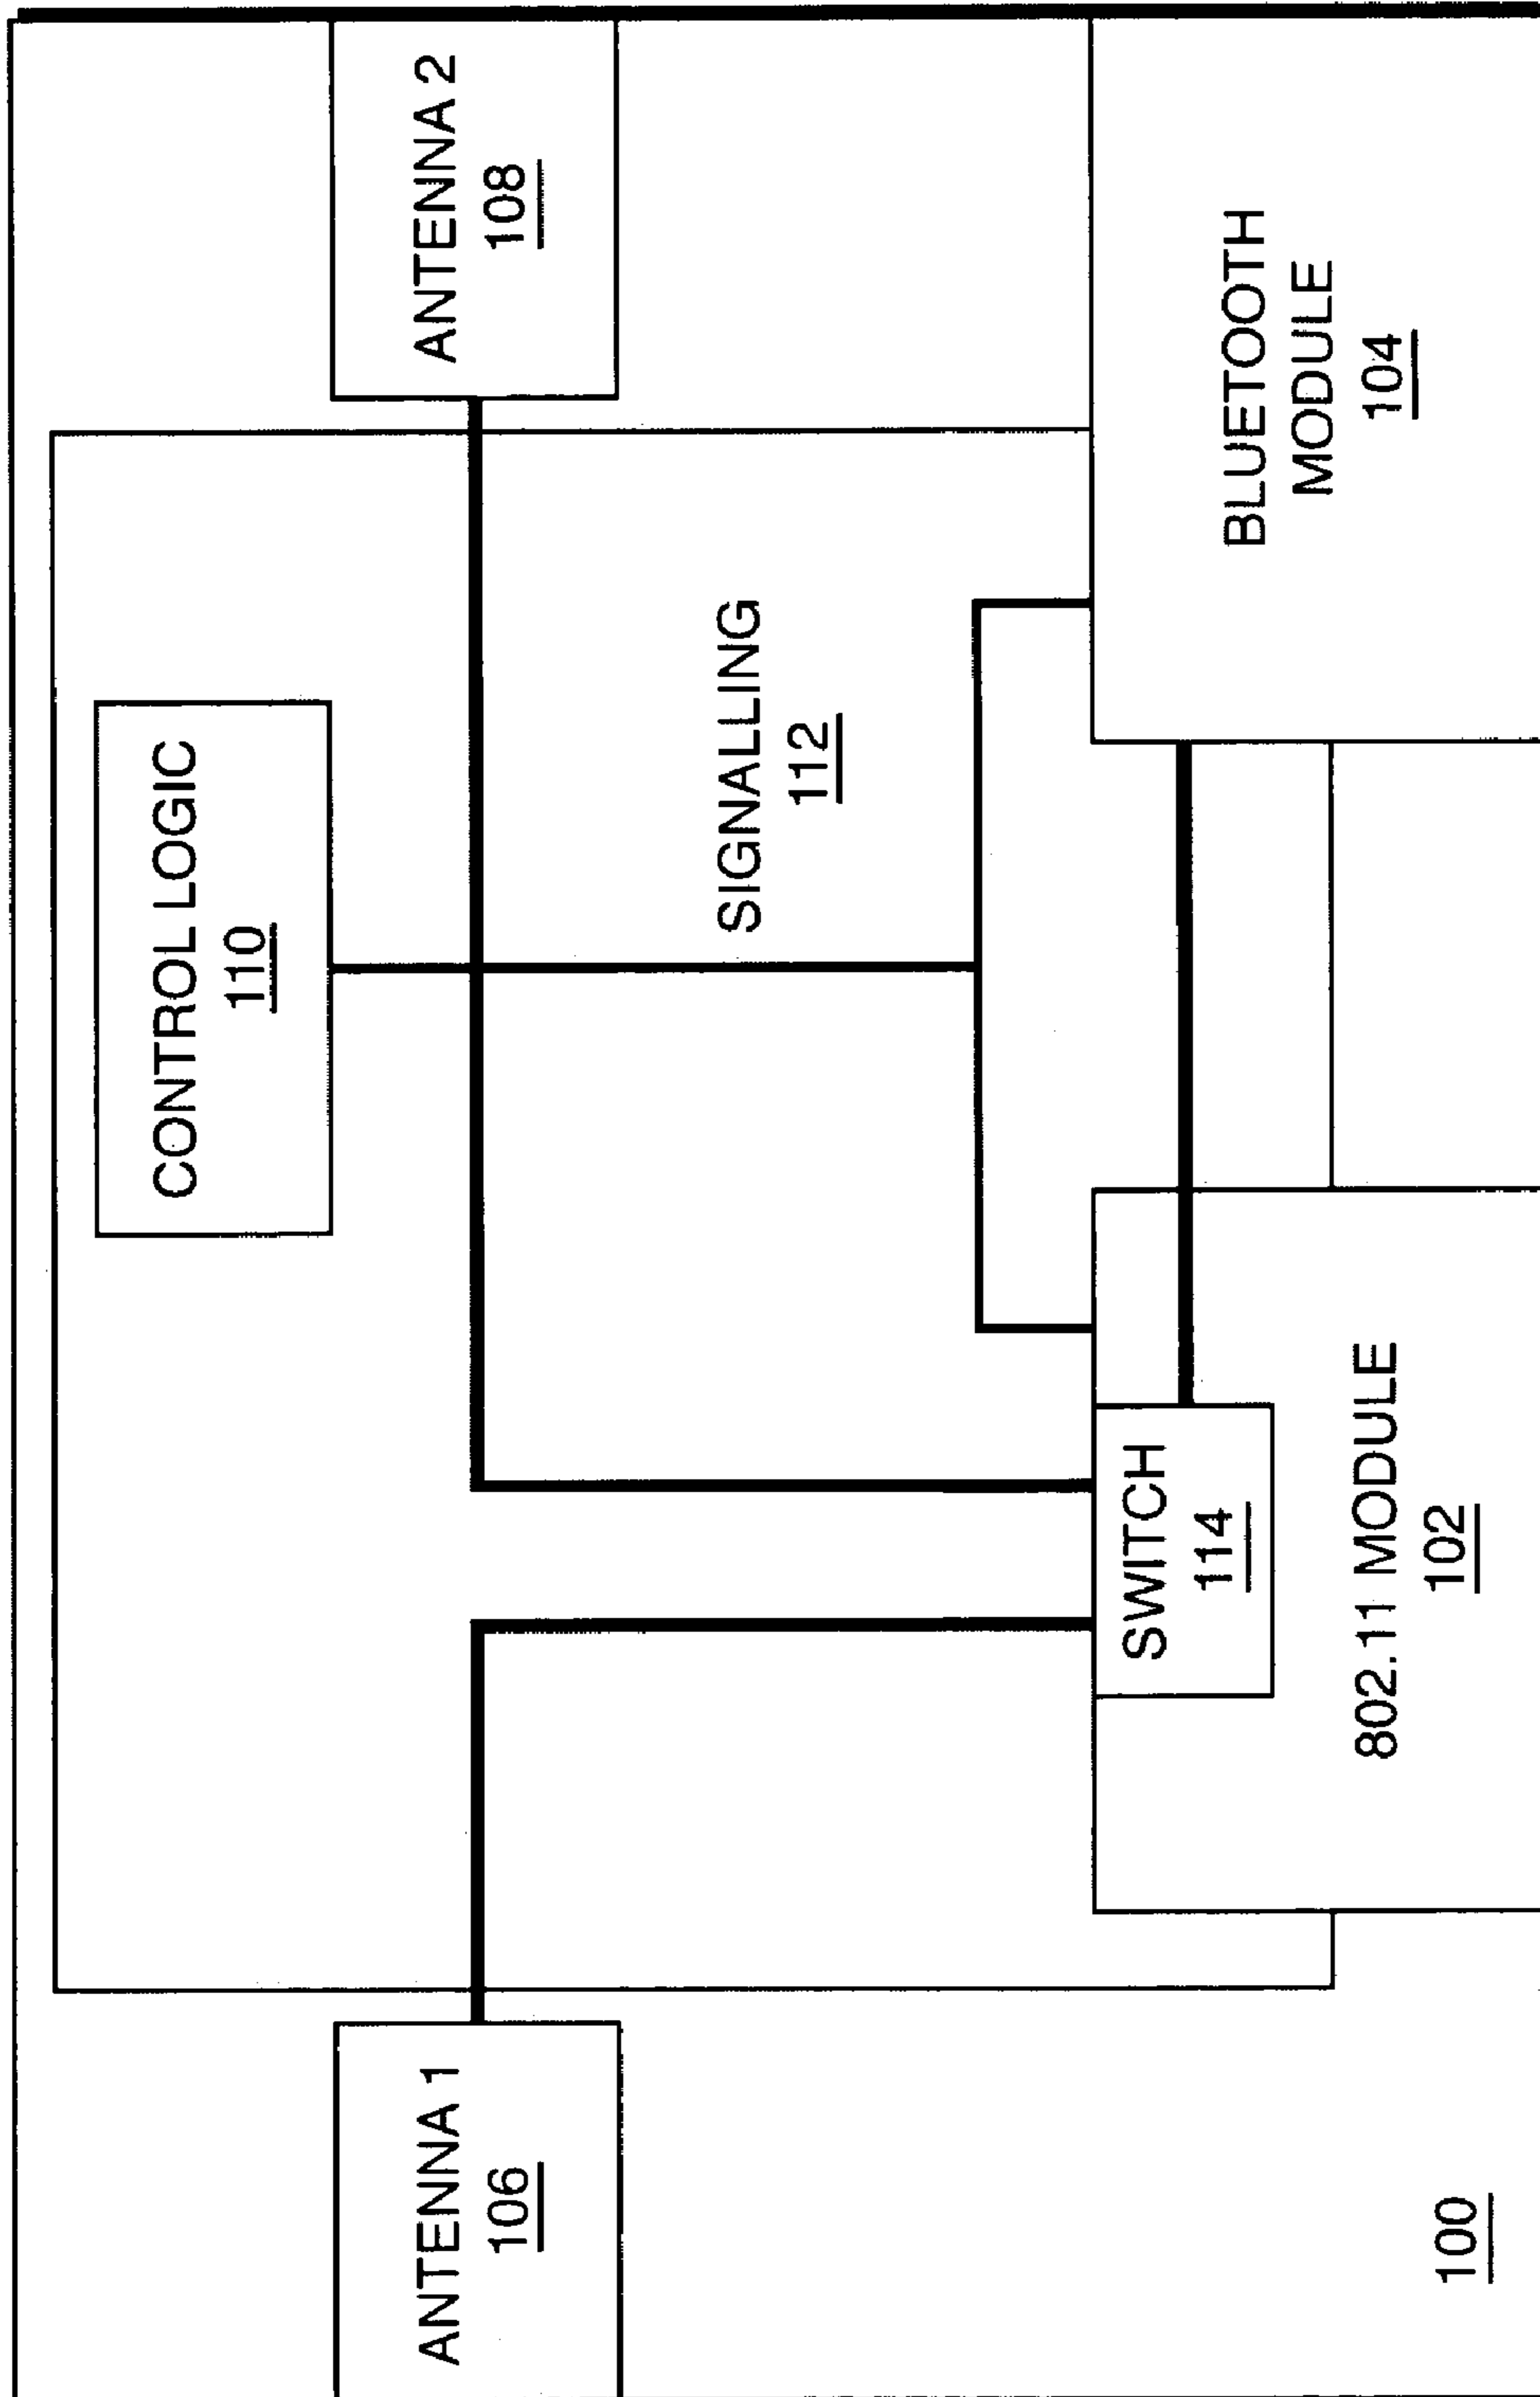 CONTROL LOGIC
110
ANTENNA 1
106
ANTENNA 2
108
SIGNALLING
112
SWITCH
114
802.11 MODULE
102
BLUETOOTH
MODULE
104
100